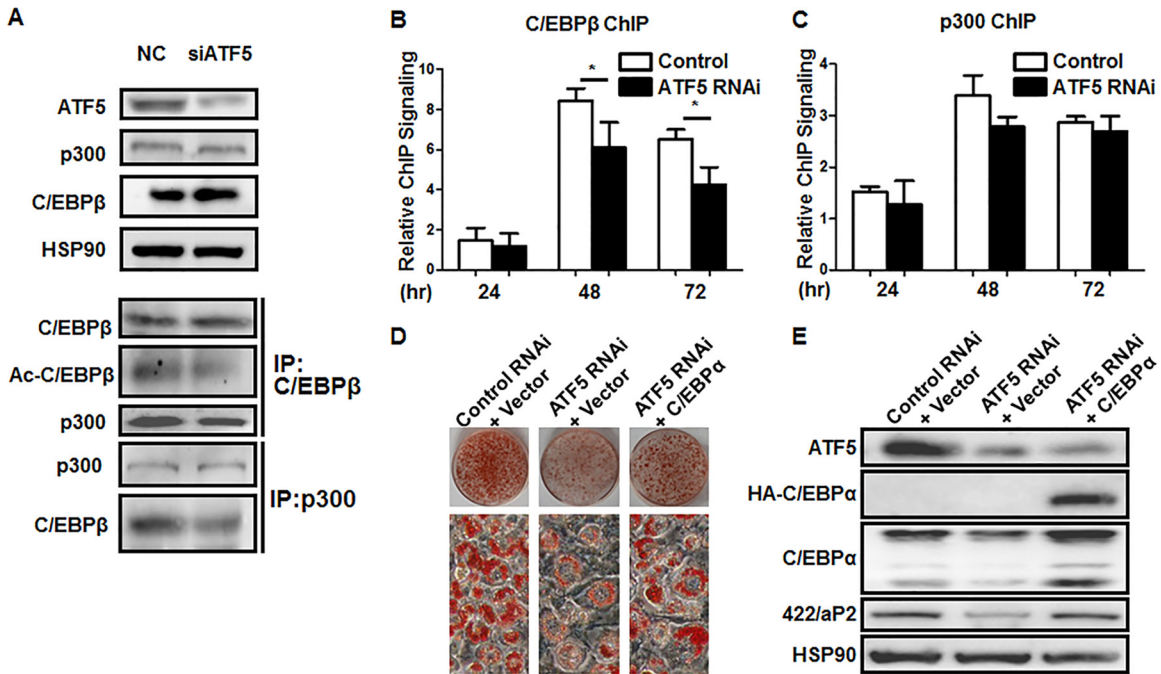 A
NC siATF5
ATF5
p300
C/EBPβ
HSP90
C/EBPβ
Ac-C/EBPβ
p300
IP:
C/EBPβ
p300
C/EBPβ
IP:p300
B
C/EBPβ ChIP
Control
ATF5 RNAi
Relative ChIP Signaling
10
8
6
4
2
0
* *
(hr) 24 48 72
C
p300 ChIP
Control
ATF5 RNAi
Relative ChIP Signaling
4
3
2
1
0
(hr) 24 48 72
D
Control RNAi
+ Vector
ATF5 RNAi
+ Vector
ATF5 RNAi
+ C/EBPα
E
Control RNAi
+ Vector
ATF5 RNAi
+ Vector
ATF5 RNAi
+ C/EBPα
ATF5
HA-C/EBPα
C/EBPα
422/aP2
HSP90